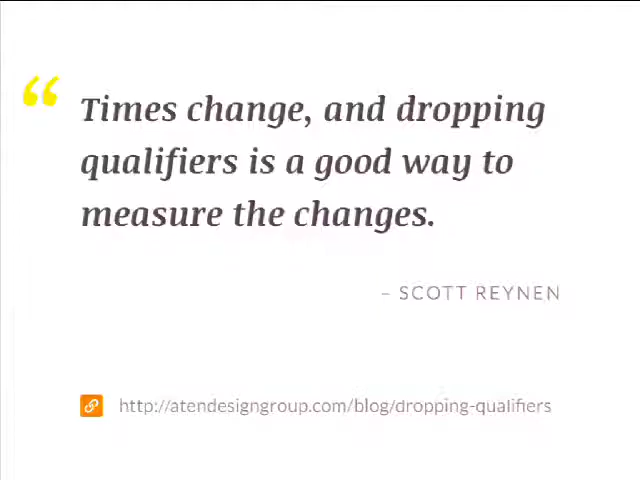 “ Times change, and dropping
qualifiers is a good way to
measure the changes.
– SCOTT REYNEN
http://atendesigngroup.com/blog/dropping-qualifiers